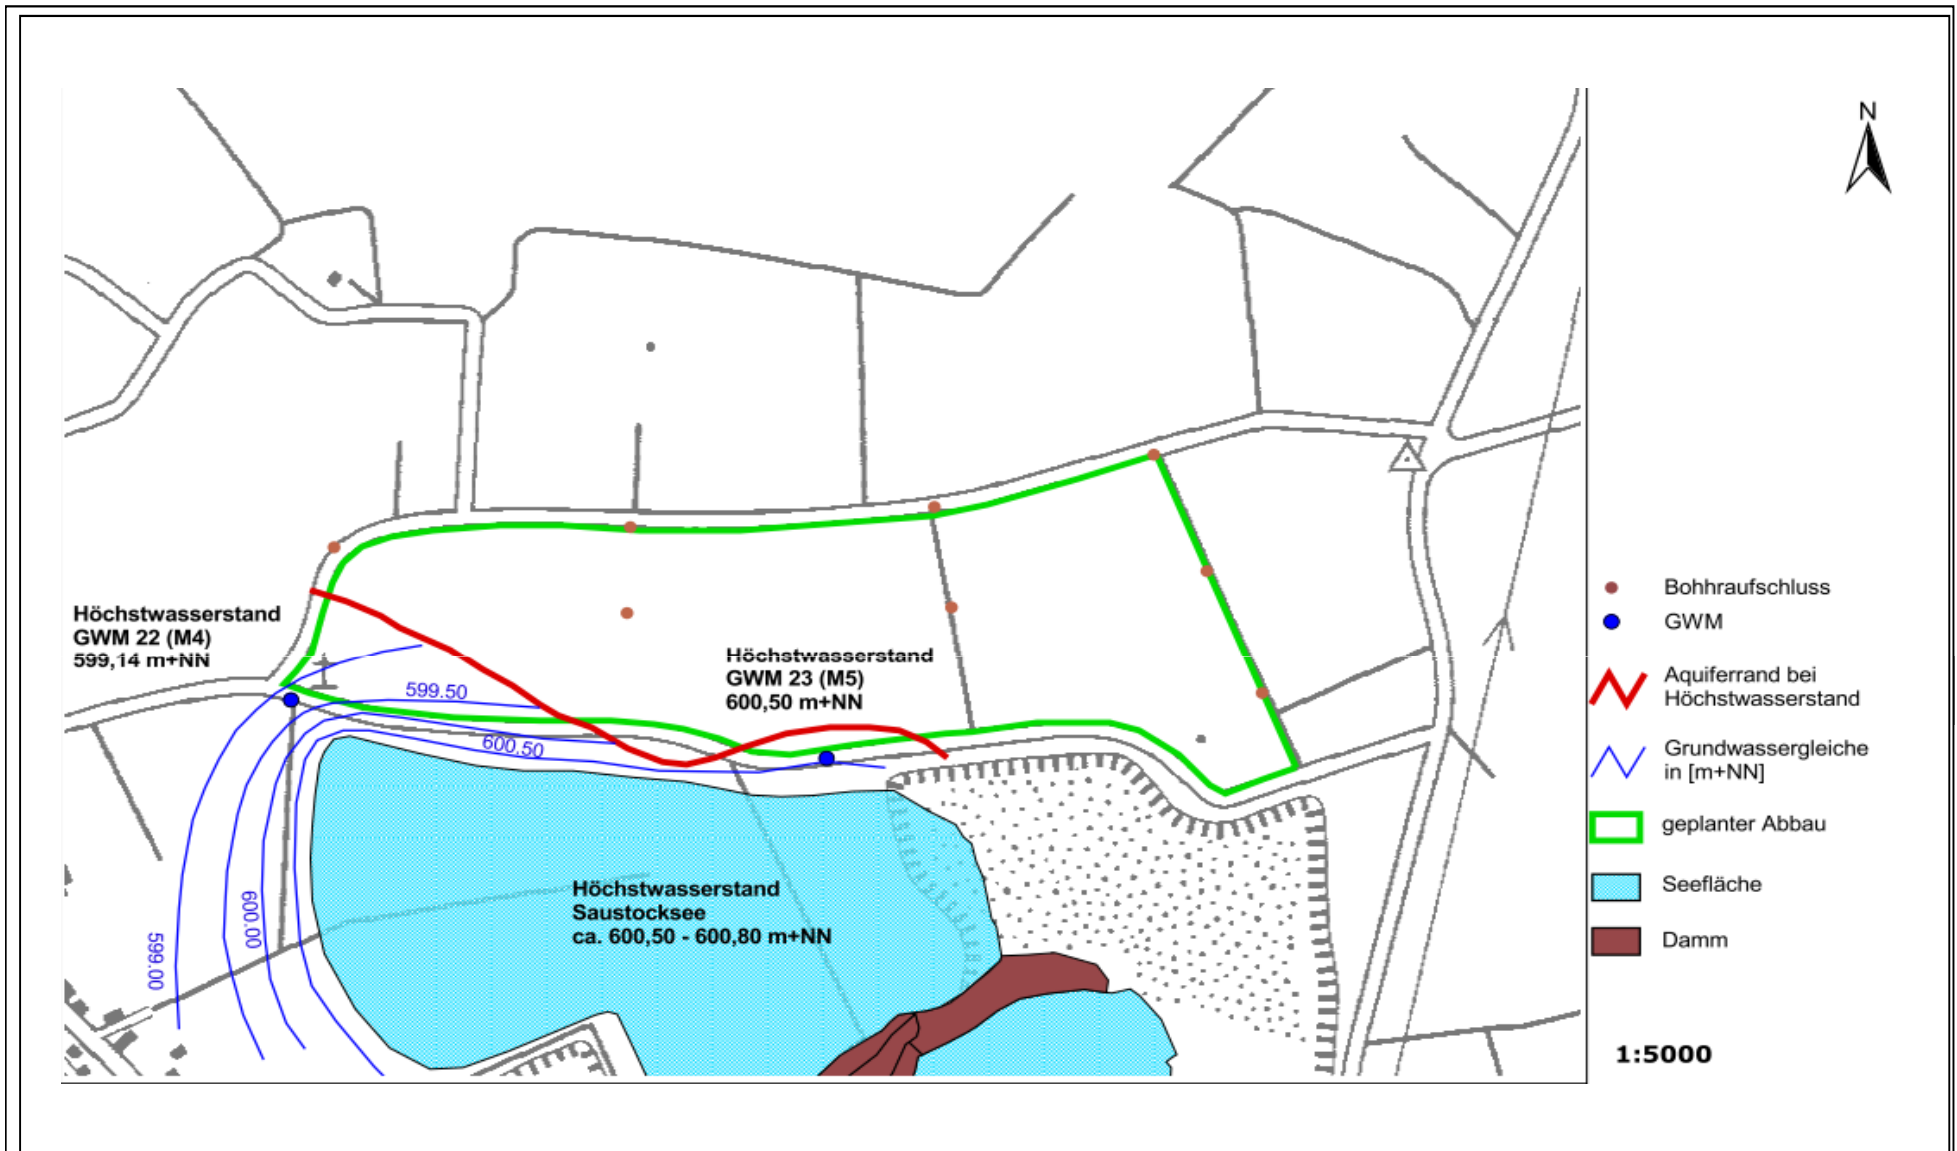 N
Höchstwasserstand
GWM 22 (M4)
599,14 m+NN
Höchstwasserstand
GWM 23 (M5)
600,50 m+NN
599.50
600.50
600.00
599.00
Höchstwasserstand
Saustocksee
ca. 600,50 - 600,80 m+NN
Bohhraufschluss
GWM
Aquiferrand bei
Höchstwasserstand
Grundwassergleiche
in [m+NN]
geplanter Abbau
Seefläche
Damm
1:5000